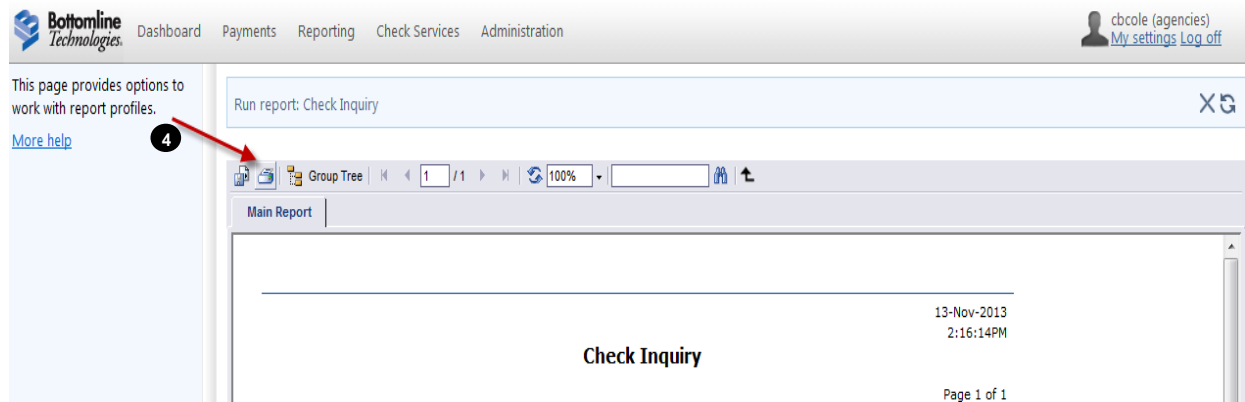 Bottomline
Technologies.
Dashboard Payments Reporting Check Services Administration
cbcole (agencies)
My settings Log off
This page provides options to
work with report profiles.
More help
4
Run report: Check Inquiry
Group Tree 1 /1 100%
Main Report
13-Nov-2013
2:16:14PM
Check Inquiry
Page 1 of 1